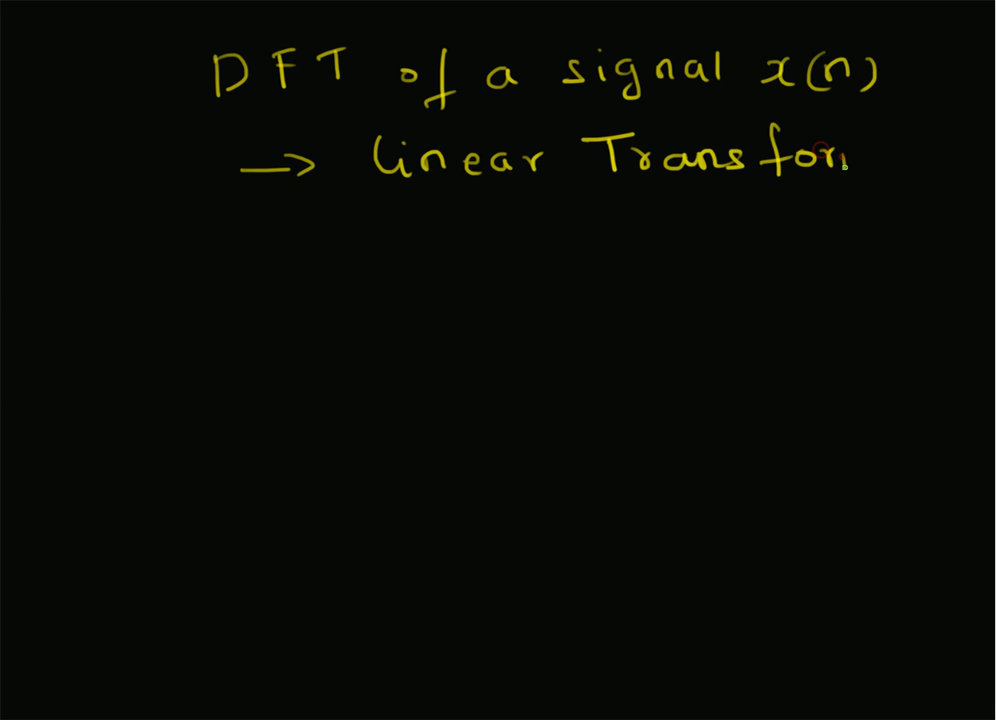 DFT of a signal x(n)
→ linear Transfor